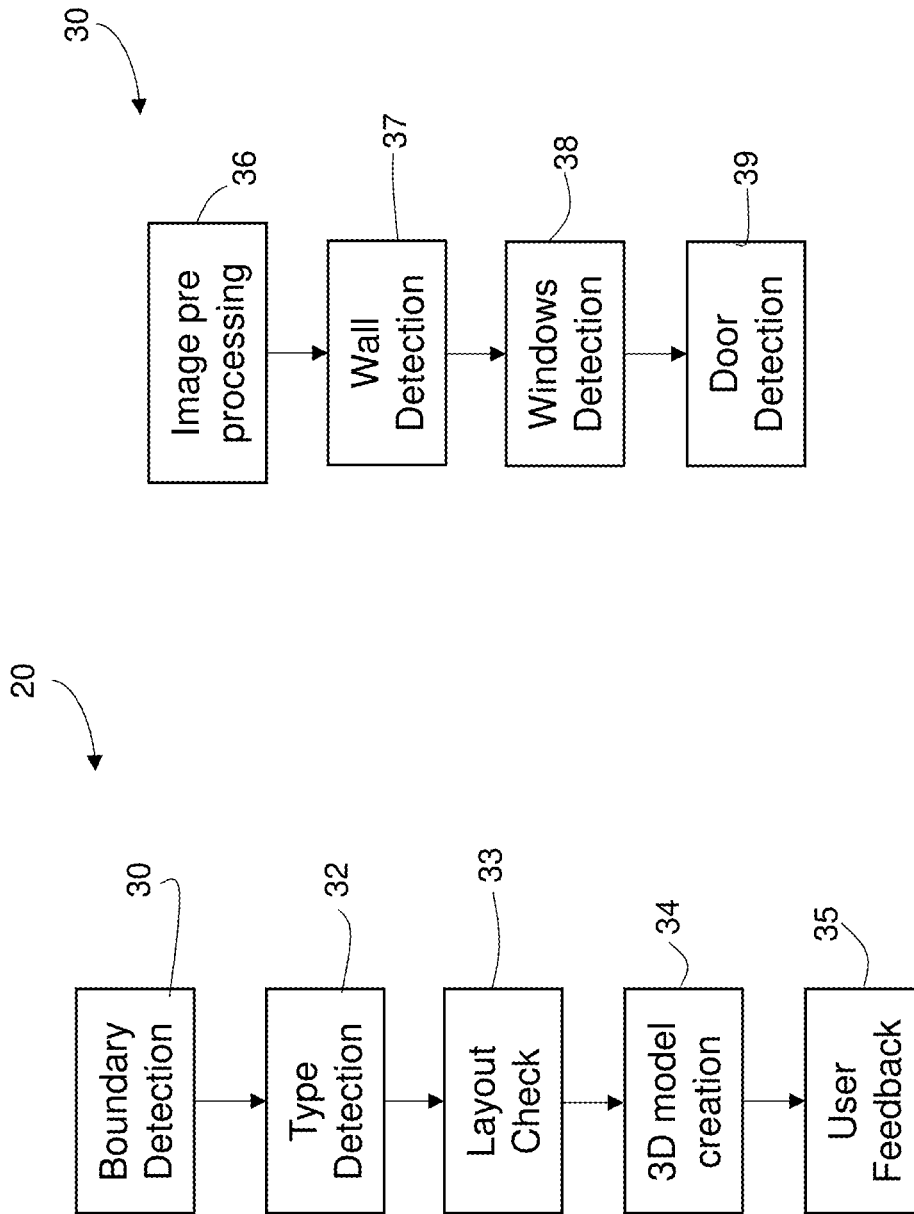 20
Boundary
Detection
30
Type
Detection
32
Layout
Check
33
3D model
creation
34
User
Feedback
35
30
Image pre
processing
36
Wall
Detection
37
Windows
Detection
38
Door
Detection
39